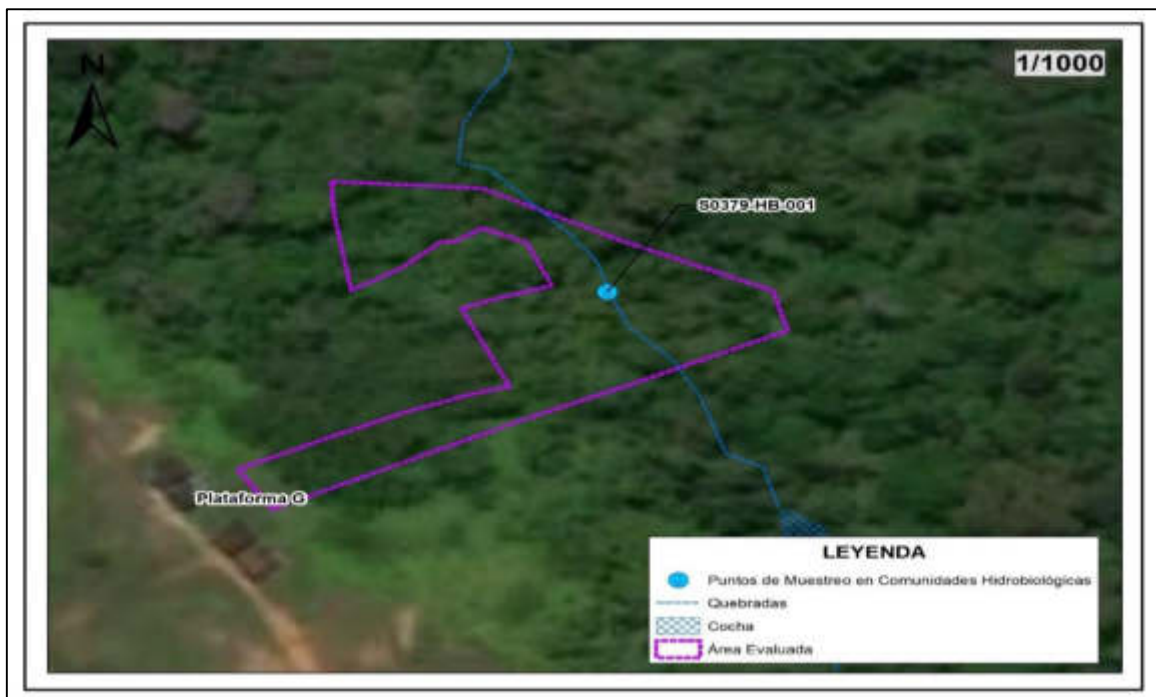 N
1/1000
S0379-HB-001
Plataforma G
LEYENDA
Puntos de Muestreo en Comunidades Hidrobiológicas
Quebradas
Cocha
Área Evaluada